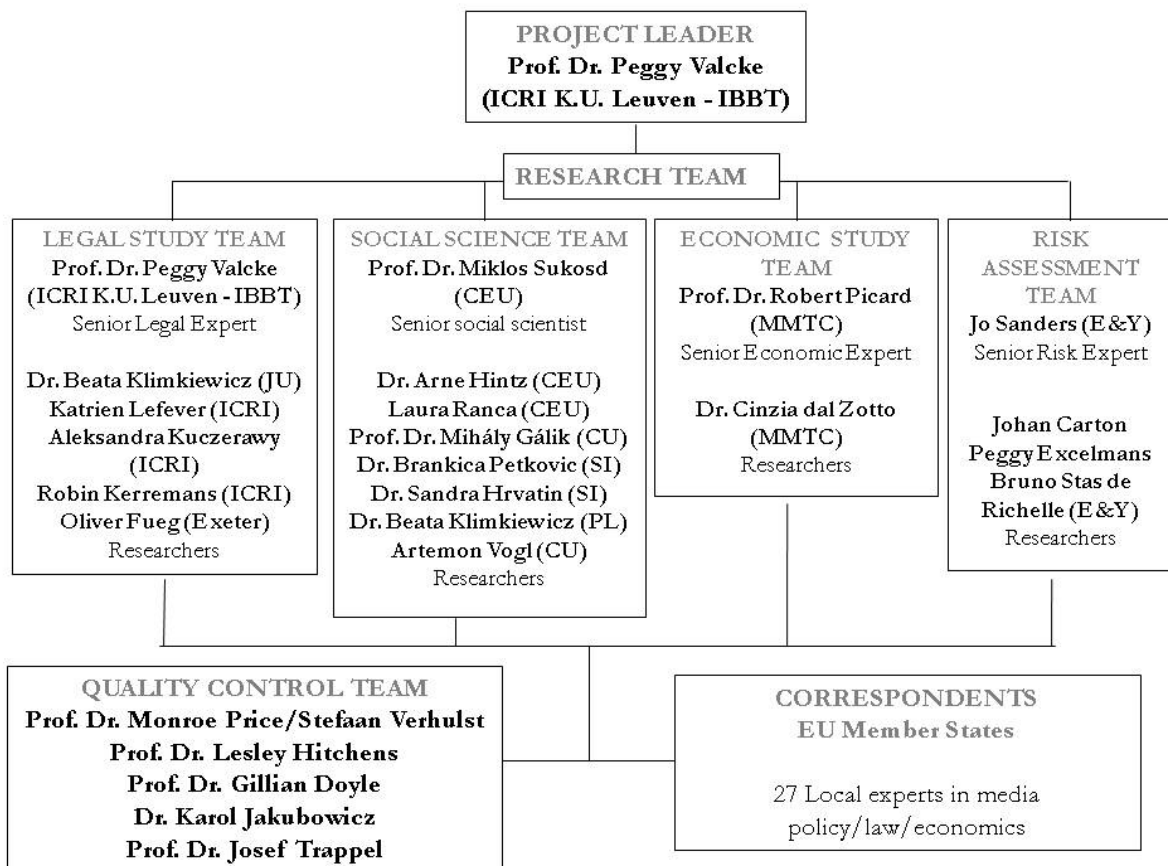 PROJECT LEADER
Prof. Dr. Peggy Valcke
(ICRI K.U. Leuven - IBBT)
RESEARCH TEAM
LEGAL STUDY TEAM
Prof. Dr. Peggy Valcke
(ICRI K.U. Leuven - IBBT)
Senior Legal Expert
Dr. Beata Klimkiewicz (JU)
Katrien Lefever (ICRI)
Aleksandra Kuczerawy
(ICRI)
Robin Kerremans (ICRI)
Oliver Fueg (Exeter)
Researchers
SOCIAL SCIENCE TEAM
Prof. Dr. Miklos Sukosd
(CEU)
Senior social scientist
Dr. Arne Hintz (CEU)
Laura Ranca (CEU)
Prof. Dr. Mihály Gálik (CU)
Dr. Brankica Petkovic (SI)
Dr. Sandra Hrvatin (SI)
Dr. Beata Klimkiewicz (PL)
Artemon Vogl (CU)
Researchers
ECONOMIC STUDY
TEAM
Prof. Dr. Robert Picard
(MMTC)
Senior Economic Expert
Dr. Cinzia dal Zotto
(MMTC)
Researchers
RISK
ASSESSMENT
TEAM
Jo Sanders (E&Y)
Senior Risk Expert
Johan Carton
Peggy Excelmans
Bruno Stas de
Richelle (E&Y)
Researchers
QUALITY CONTROL TEAM
Prof. Dr. Monroe Price/Stefaan Verhulst
Prof. Dr. Lesley Hitchens
Prof. Dr. Gillian Doyle
Dr. Karol Jakubowicz
Prof. Dr. Josef Trappel
CORRESPONDENTS
EU Member States
27 Local experts in media
policy/law/economics